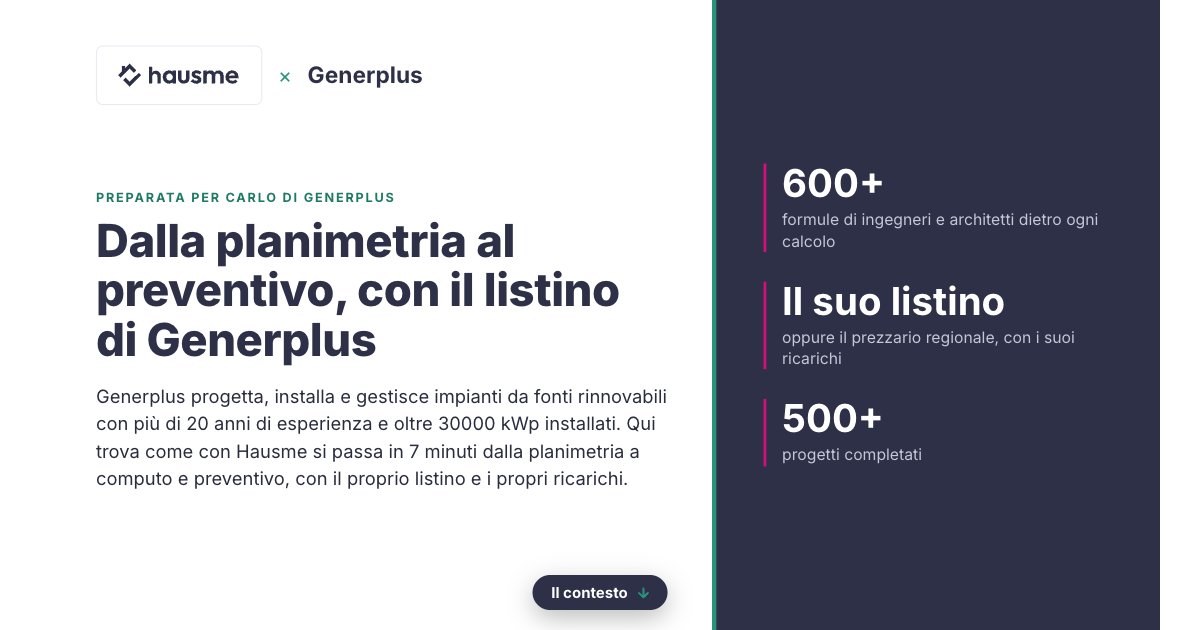 hausme × Generplus
PREPARATA PER CARLO DI GENERPLUS
Dalla planimetria al
preventivo, con il listino
di Generplus
Generplus progetta, installa e gestisce impianti da fonti rinnovabili
con più di 20 anni di esperienza e oltre 30000 kWp installati. Qui
trova come con Hausme si passa in 7 minuti dalla planimetria a
computo e preventivo, con il proprio listino e i propri ricarichi.
Il contesto ↓
600+
formule di ingegneri e architetti dietro ogni
calcolo
Il suo listino
oppure il prezzario regionale, con i suoi
ricarichi
500+
progetti completati